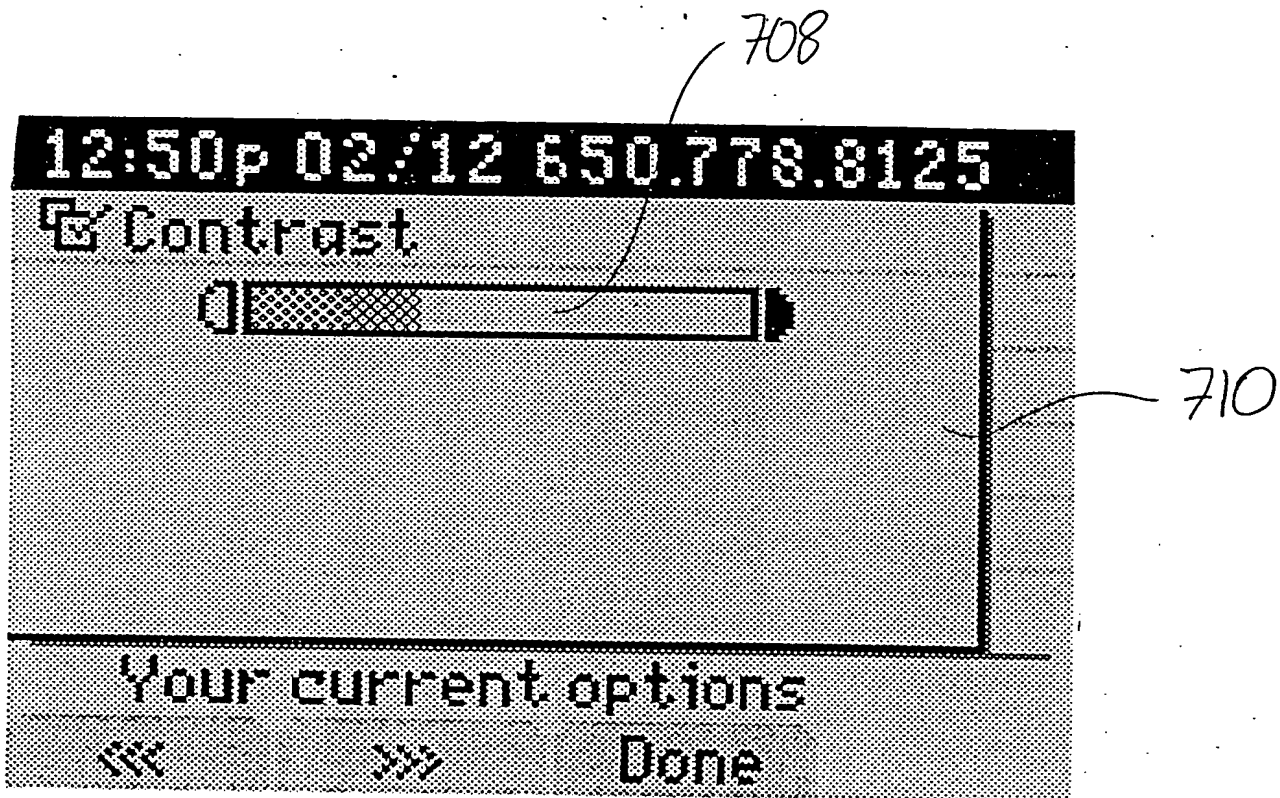 708
12:50p 02/12 650.778.8125
Contrast
710
Your current options
<<< >>> Done